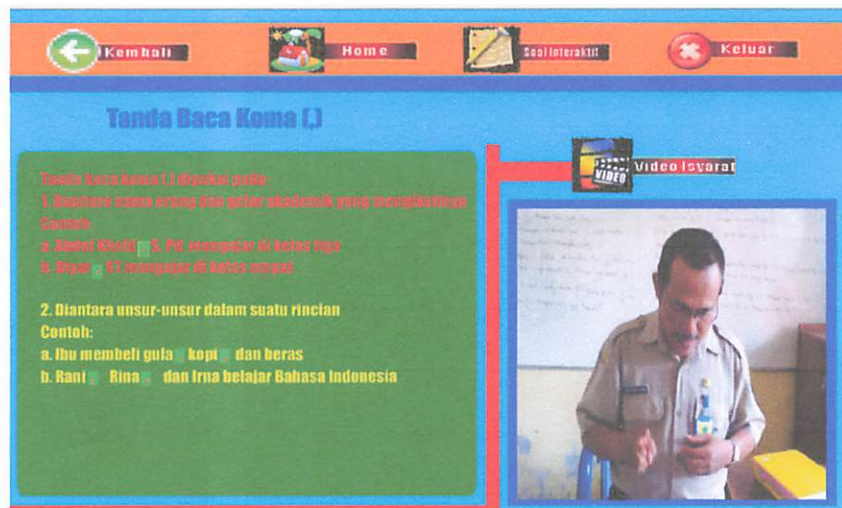 Kembali
Home
Soal Interaktif
Keluar
Tanda Baca Koma (,)
Tanda baca koma (,) dipakai pada
1. Diantara nama orang dan gelar akademik yang mengikutinya
Contoh:
a. Abdul S. Pd. mengajar di kelas tiga
b. ST mengajar di kelas empat
2. Diantara unsur-unsur dalam suatu rincian
Contoh:
a. Ibu membeli gula, kopi, dan beras
b. Rani, Rina, dan Irna belajar Bahasa Indonesia
VIDEO
Video Isyarat